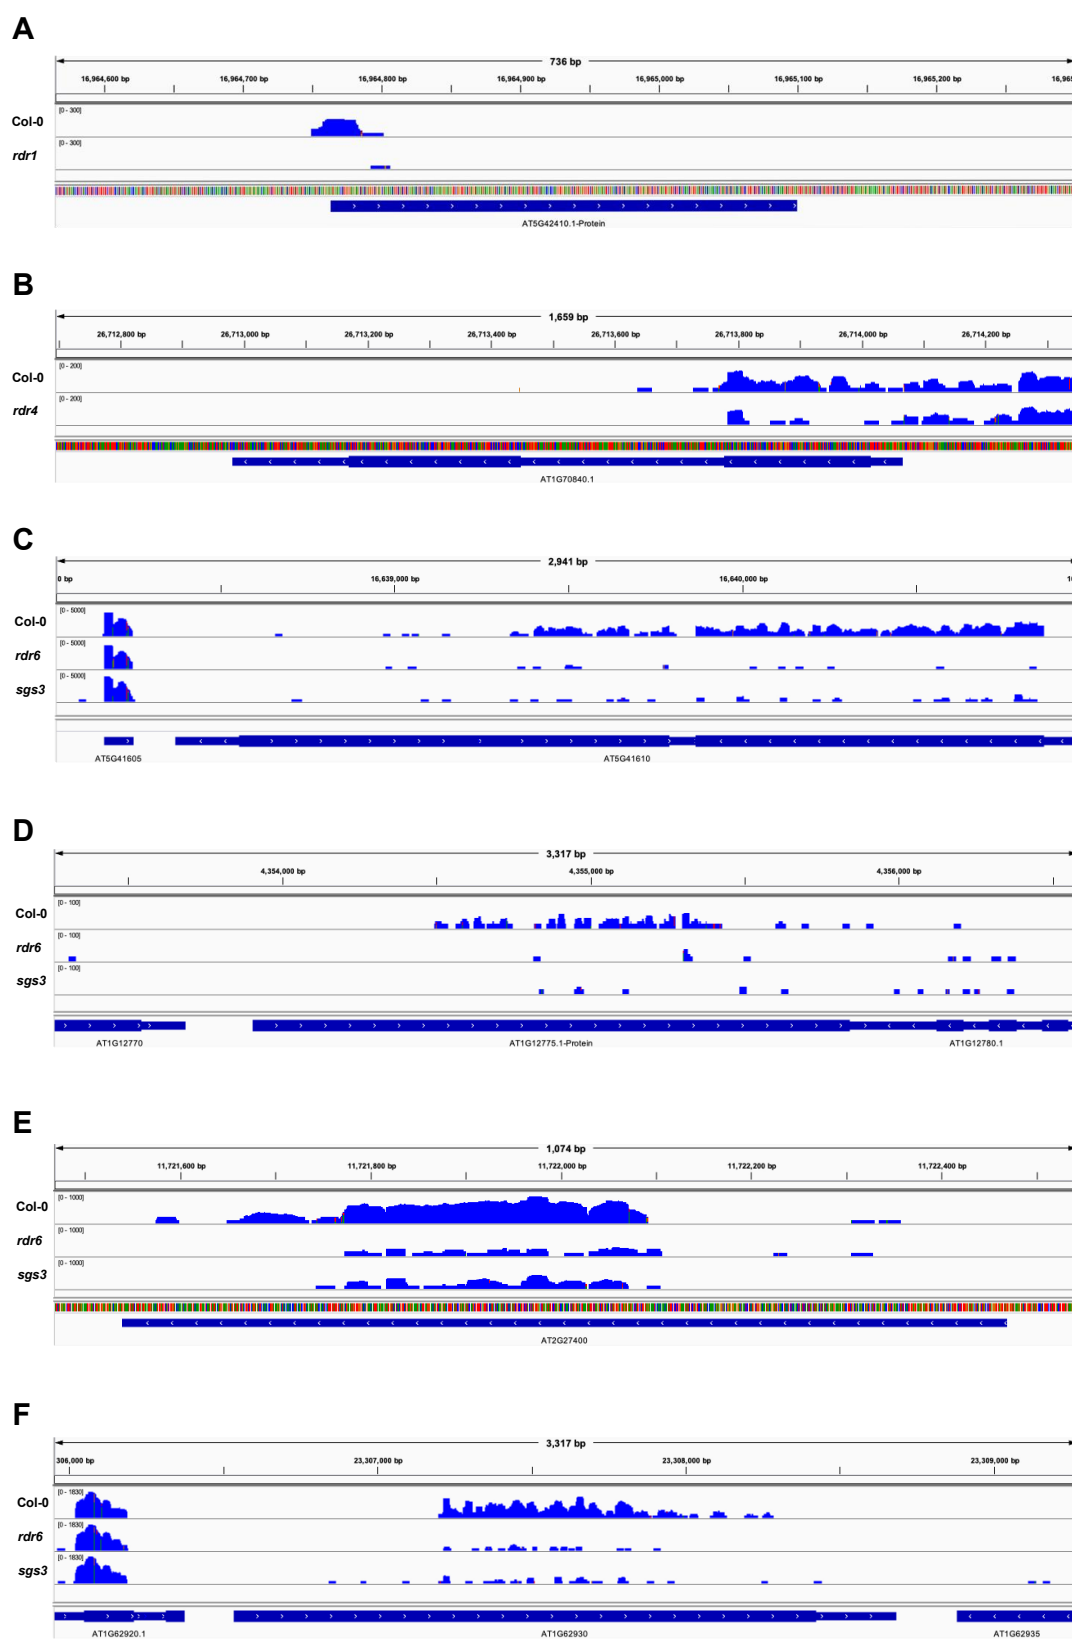 A
736 bp
16,964,600 bp 16,964,700 bp 16,964,800 bp 16,964,900 bp 16,965,000 bp 16,965,100 bp 16,965,200 bp 16,965
[0 - 300]
Col-0
[0 - 300]
rdr1
AT5G42410.1-Protein
B
1,659 bp
26,712,800 bp 26,713,000 bp 26,713,200 bp 26,713,400 bp 26,713,600 bp 26,713,800 bp 26,714,000 bp 26,714,200 bp
[0 - 200]
Col-0
[0 - 200]
rdr4
AT1G70840.1
C
2,941 bp
0 bp 16,639,000 bp 16,640,000 bp 16
[0 - 5000]
Col-0
[0 - 5000]
rdr6
[0 - 5000]
sgs3
AT5G41605 AT5G41610
D
3,317 bp
4,354,000 bp 4,355,000 bp 4,356,000 bp
[0 - 100]
Col-0
[0 - 100]
rdr6
[0 - 100]
sgs3
AT1G12770 AT1G12775.1-Protein AT1G12780.1
E
1,074 bp
11,721,600 bp 11,721,800 bp 11,722,000 bp 11,722,200 bp 11,722,400 bp
[0 - 1000]
Col-0
[0 - 1000]
rdr6
[0 - 1000]
sgs3
AT2G27400
F
3,317 bp
306,000 bp 23,307,000 bp 23,308,000 bp 23,309,000 bp
[0 - 1830]
Col-0
[0 - 1830]
rdr6
[0 - 1830]
sgs3
AT1G62920.1 AT1G62930 AT1G62935